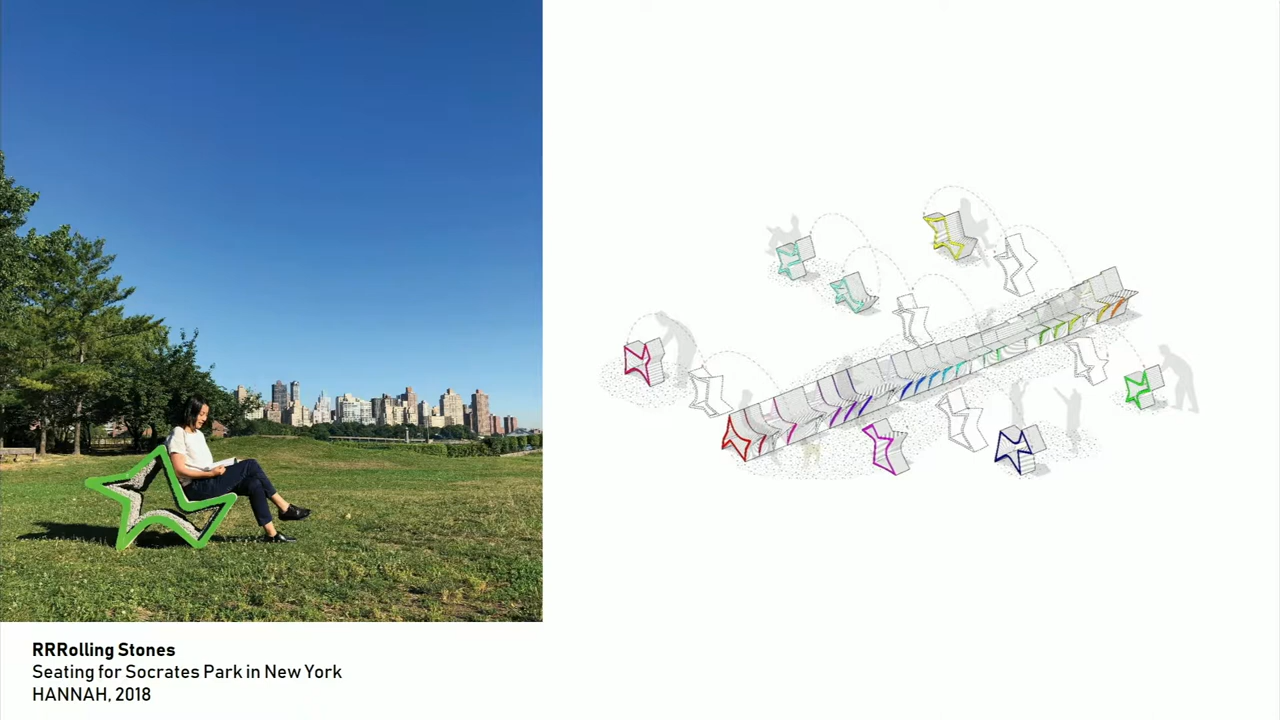 RRRolling Stones
Seating for Socrates Park in New York
HANNAH, 2018